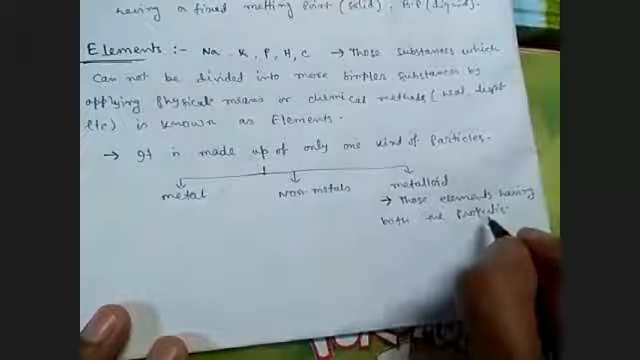 having a fixed melting Point (solid), B.P (liquid).
Elements :- Na, K, P, H, C → Those Substances which
Can not be divided into more Simpler Substances by
applying Physical means or chemical methods (heat, light
etc) is known as Elements.
→ It is made up of only one kind of Particles.
metal Non-metals metalloid
→ Those elements having
both the Properties